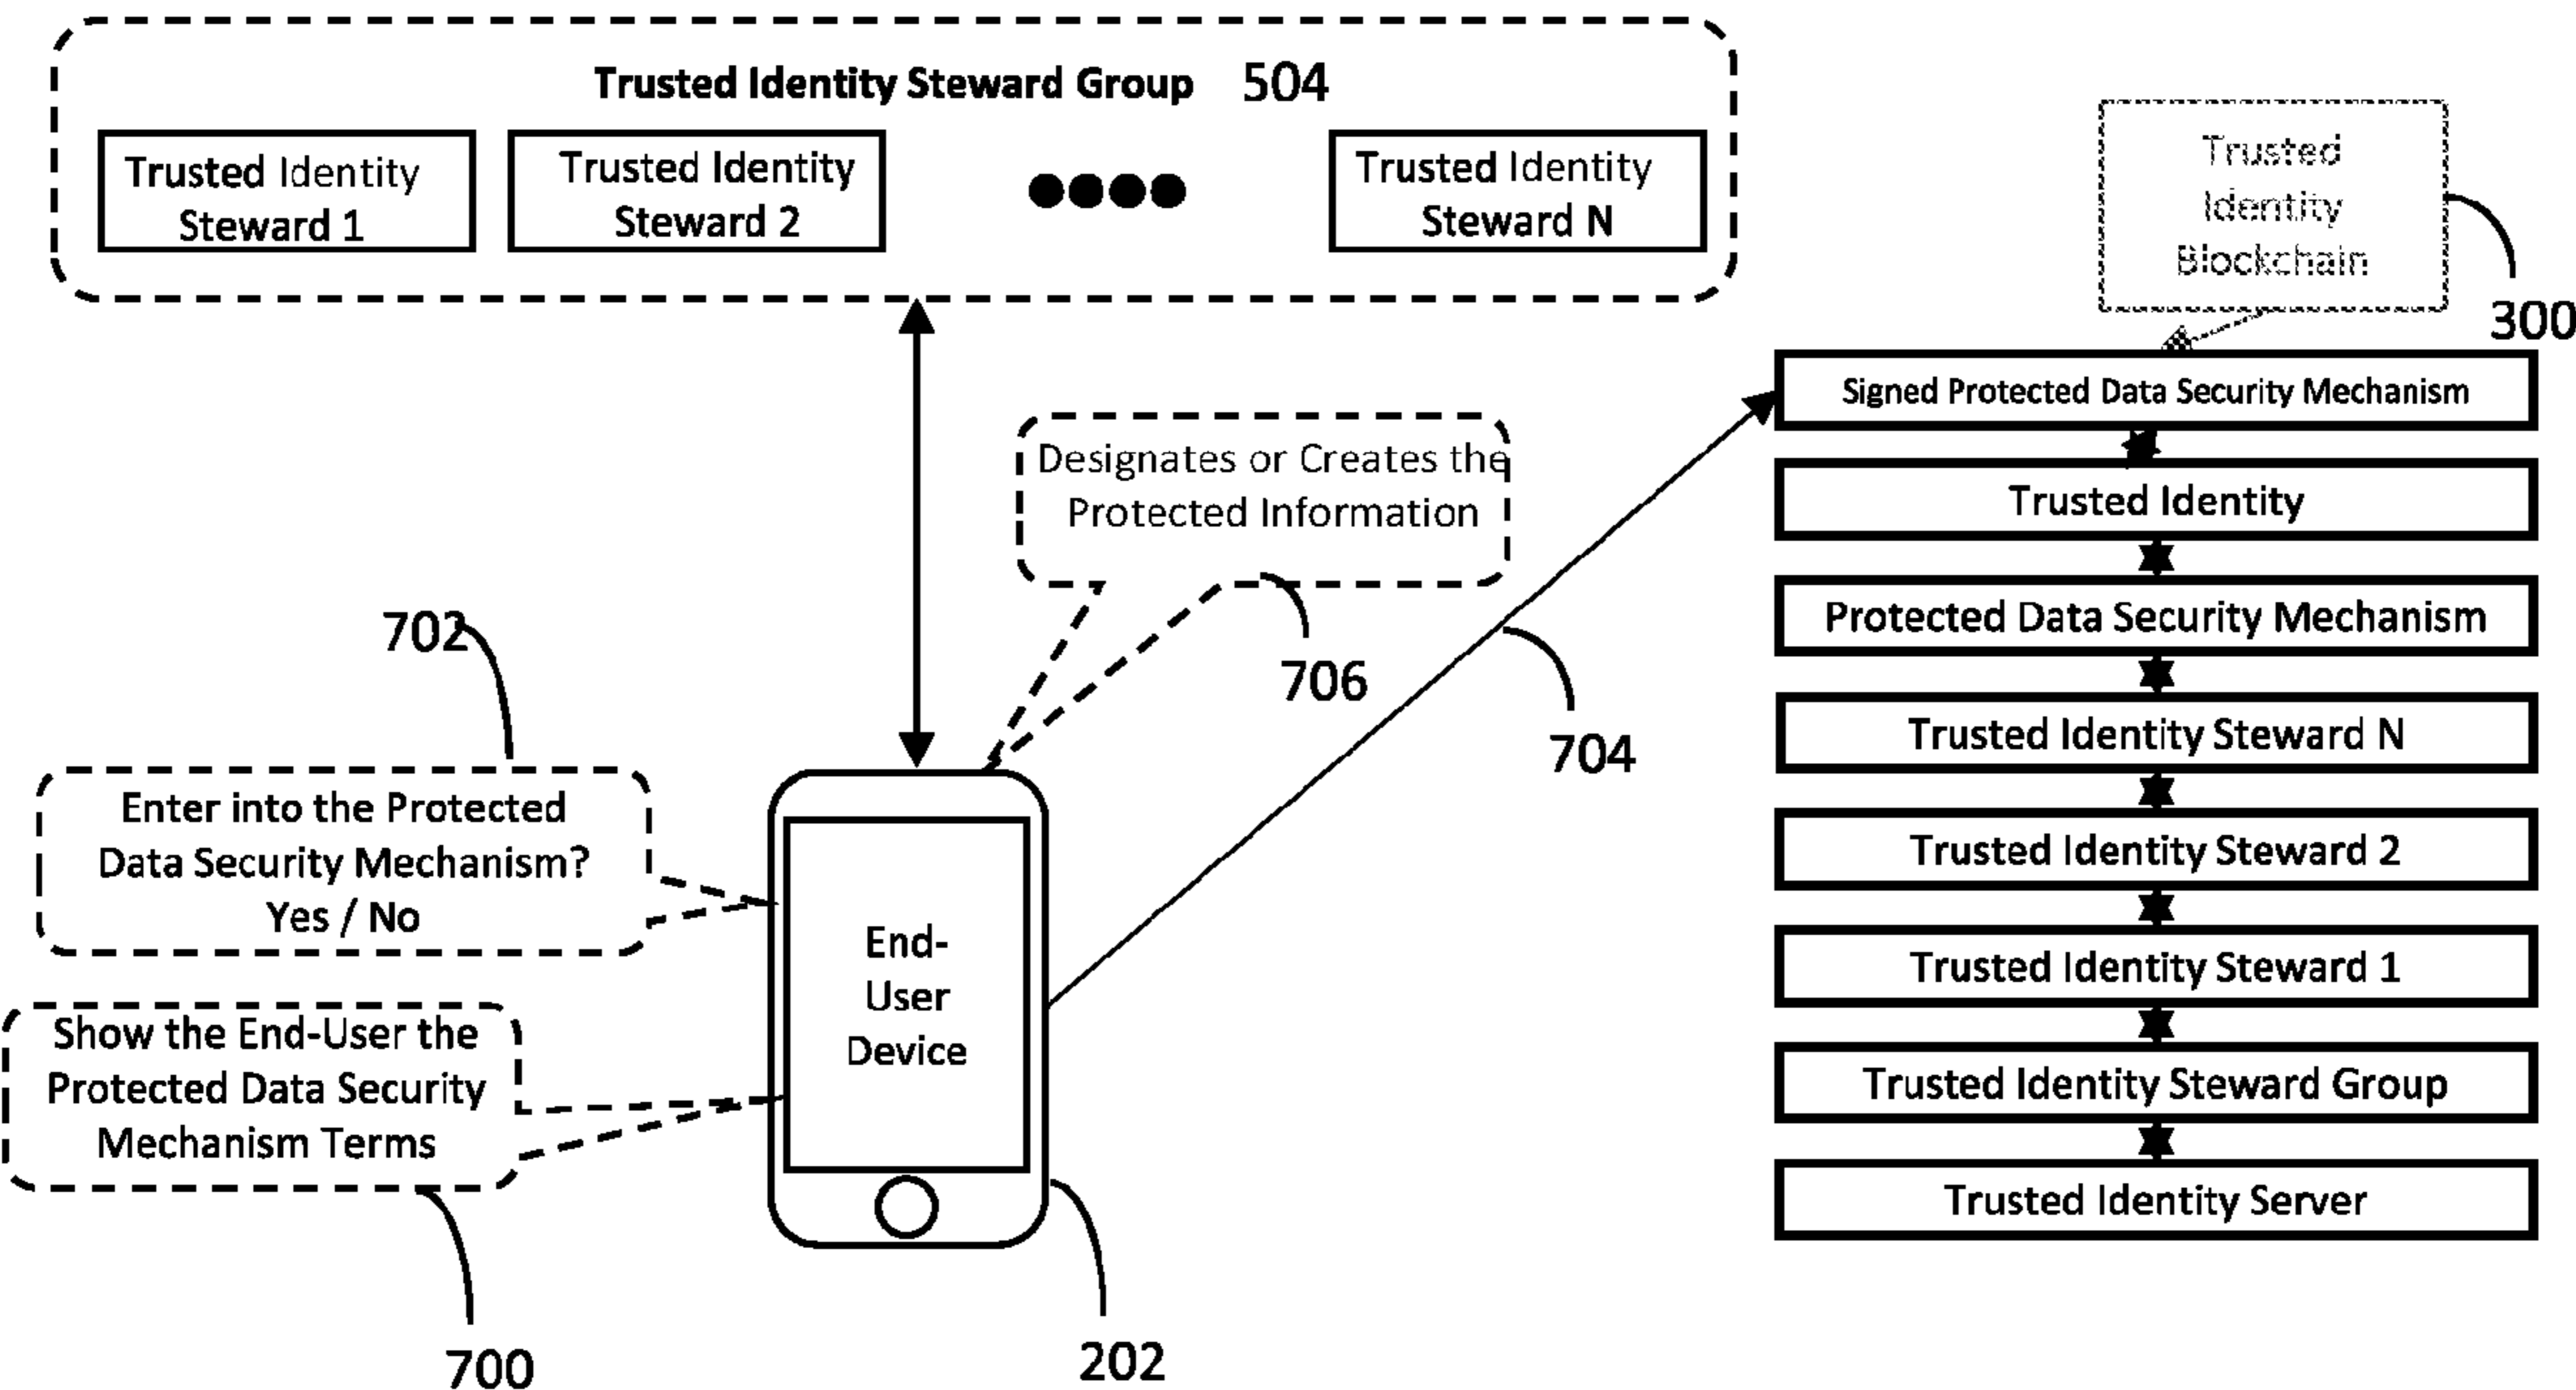 Trusted Identity Steward Group 504
Trusted Identity
Steward 1
Trusted Identity
Steward 2
Trusted Identity
Steward N
Trusted
Identity
Blockchain
300
Signed Protected Data Security Mechanism
Trusted Identity
Protected Data Security Mechanism
Trusted Identity Steward N
Trusted Identity Steward 2
Trusted Identity Steward 1
Trusted Identity Steward Group
Trusted Identity Server
Designates or Creates the
Protected Information
706
704
702
Enter into the Protected
Data Security Mechanism?
Yes / No
Show the End-User the
Protected Data Security
Mechanism Terms
700
End-
User
Device
202